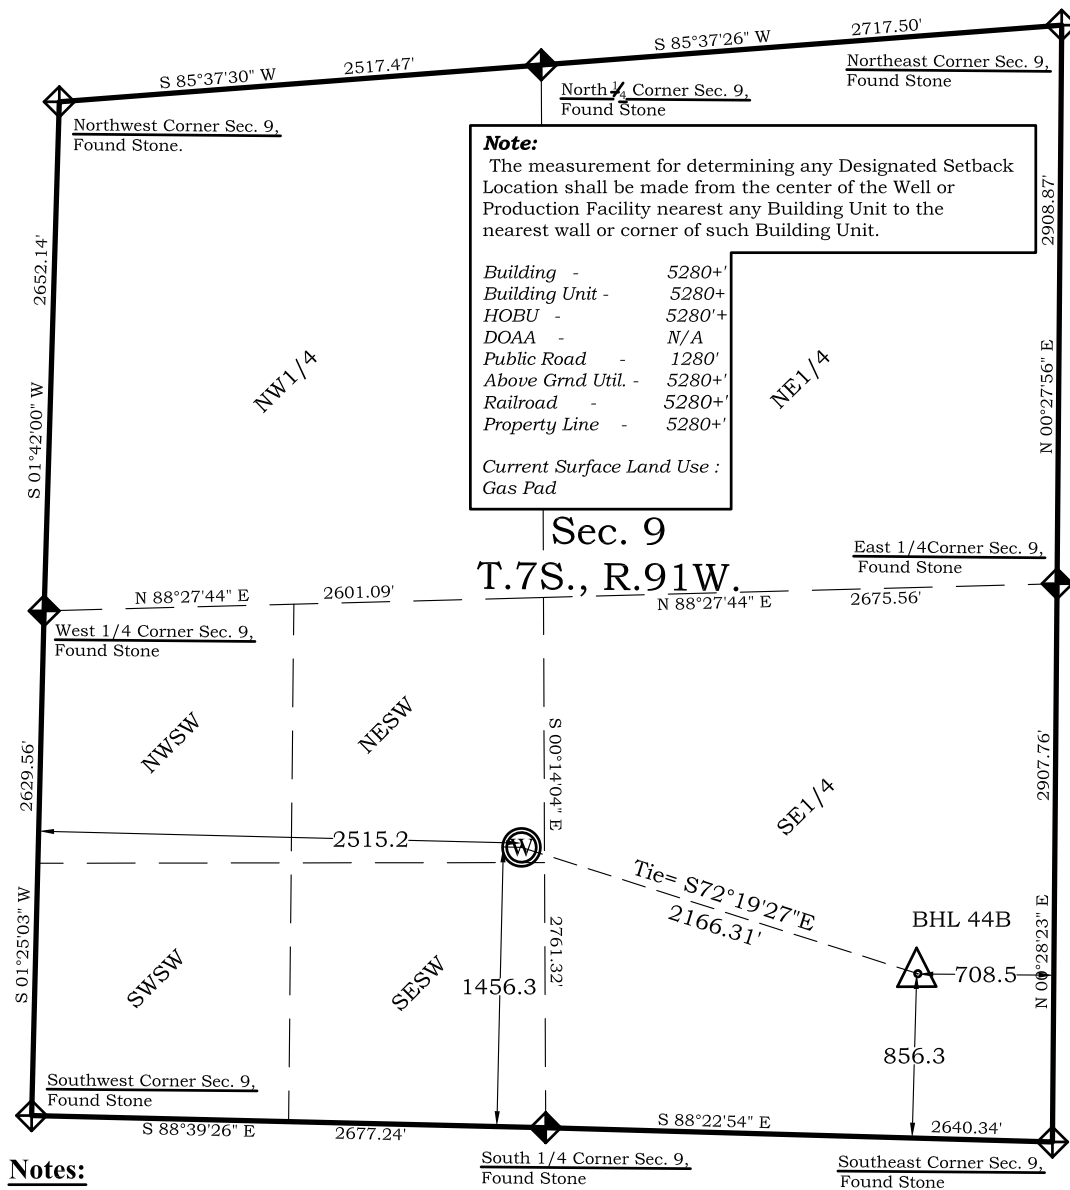 S 85°37'30" W 2517.47'
S 85°37'26" W 2717.50'
Northwest Corner Sec. 9,
Found Stone.
North 1/4 Corner Sec. 9,
Found Stone
Northeast Corner Sec. 9,
Found Stone
Note:
The measurement for determining any Designated Setback
Location shall be made from the center of the Well or
Production Facility nearest any Building Unit to the
nearest wall or corner of such Building Unit.
Building - 5280+'
Building Unit - 5280+
HOBU - 5280'+
DOAA - N/A
Public Road - 1280'
Above Grnd Util. - 5280+'
Railroad - 5280+'
Property Line - 5280+'
Current Surface Land Use :
Gas Pad
2652.14'
S 01°42'00" W
2908.87'
N 00°27'56" E
NW1/4
NE1/4
Sec. 9
T.7S., R.91W.
East 1/4Corner Sec. 9,
Found Stone
N 88°27'44" E 2601.09'
N 88°27'44" E 2675.56'
West 1/4 Corner Sec. 9,
Found Stone
NWSW
NESW
S 00°14'04" E
2761.32'
SE1/4
2629.56'
S 01°25'03" W
2907.76'
N 00°28'23" E
2515.2
W
Tie= S72°19'27"E
2166.31'
BHL 44B
708.5
856.3
1456.3
SWSW
SESW
Southwest Corner Sec. 9,
Found Stone
S 88°39'26" E 2677.24'
S 88°22'54" E 2640.34'
South 1/4 Corner Sec. 9,
Found Stone
Southeast Corner Sec. 9,
Found Stone
Notes: